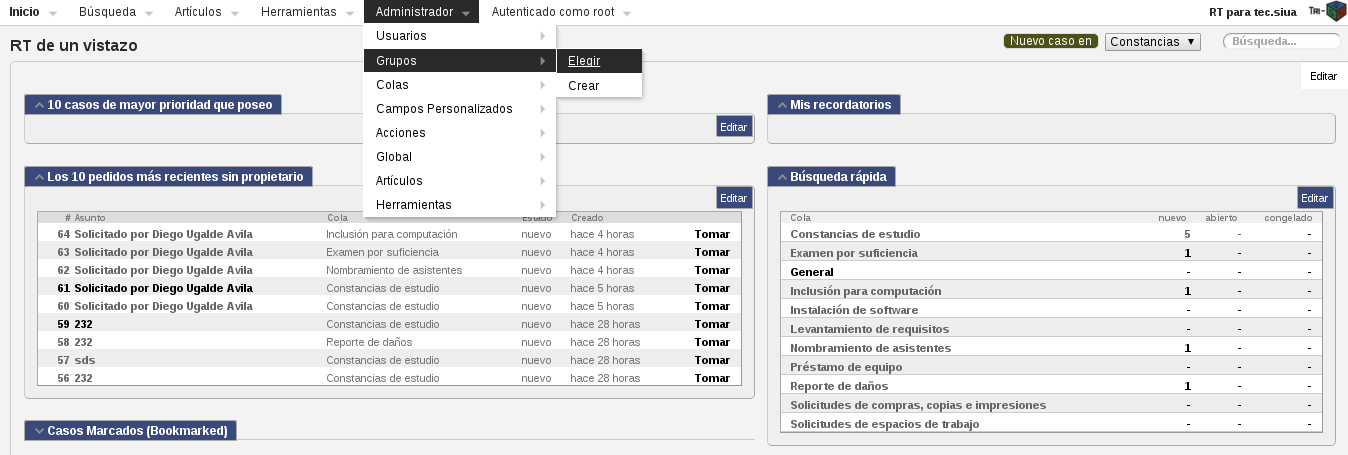 Inicio Búsqueda Artículos Herramientas Administrador Autenticado como root RT para tec.siua TRI-
RT de un vistazo Nuevo caso en Constancias ▼ Búsqueda...
Usuarios
Grupos Elegir
Crear
Colas
Campos Personalizados
Acciones
Global
Artículos
Herramientas
Editar
10 casos de mayor prioridad que poseo
Editar
Los 10 pedidos más recientes sin propietario
Editar
# Asunto Cola Estado Creado
64 Solicitado por Diego Ugalde Avila Inclusión para computación nuevo hace 4 horas Tomar
63 Solicitado por Diego Ugalde Avila Examen por suficiencia nuevo hace 4 horas Tomar
62 Solicitado por Diego Ugalde Avila Nombramiento de asistentes nuevo hace 4 horas Tomar
61 Solicitado por Diego Ugalde Avila Constancias de estudio nuevo hace 5 horas Tomar
60 Solicitado por Diego Ugalde Avila Constancias de estudio nuevo hace 5 horas Tomar
59 232 Constancias de estudio nuevo hace 28 horas Tomar
58 232 Reporte de daños nuevo hace 28 horas Tomar
57 sds Constancias de estudio nuevo hace 28 horas Tomar
56 232 Constancias de estudio nuevo hace 28 horas Tomar
Casos Marcados (Bookmarked)
Mis recordatorios
Búsqueda rápida
Editar
Cola nuevo abierto congelado
Constancias de estudio 5 - -
Examen por suficiencia 1 - -
General - - -
Inclusión para computación 1 - -
Instalación de software - - -
Levantamiento de requisitos - - -
Nombramiento de asistentes 1 - -
Préstamo de equipo - - -
Reporte de daños 1 - -
Solicitudes de compras, copias e impresiones - - -
Solicitudes de espacios de trabajo - - -